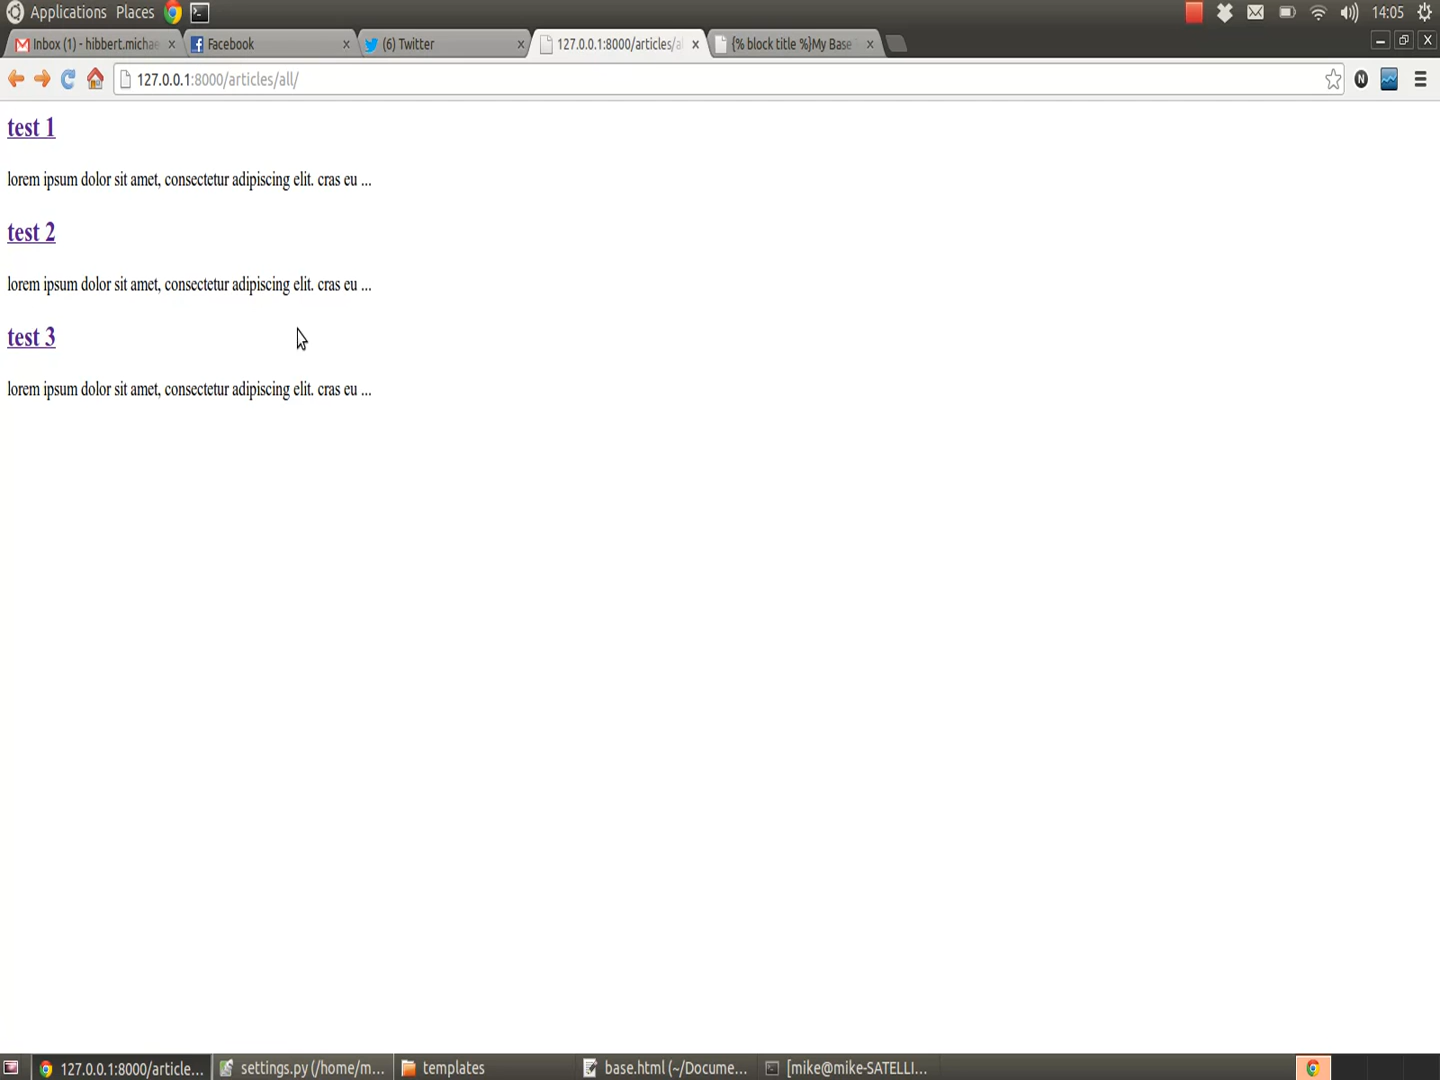 Applications Places 14:05
Inbox (1) - hibbert.michae Facebook (6) Twitter 127.0.0.1:8000/articles/a {% block title %}My Base
127.0.0.1:8000/articles/all/ N
test 1
lorem ipsum dolor sit amet, consectetur adipiscing elit. cras eu ...
test 2
lorem ipsum dolor sit amet, consectetur adipiscing elit. cras eu ...
test 3
lorem ipsum dolor sit amet, consectetur adipiscing elit. cras eu ...
127.0.0.1:8000/article... settings.py (/home/m... templates base.html (~/Docume... [mike@mike-SATELLI...